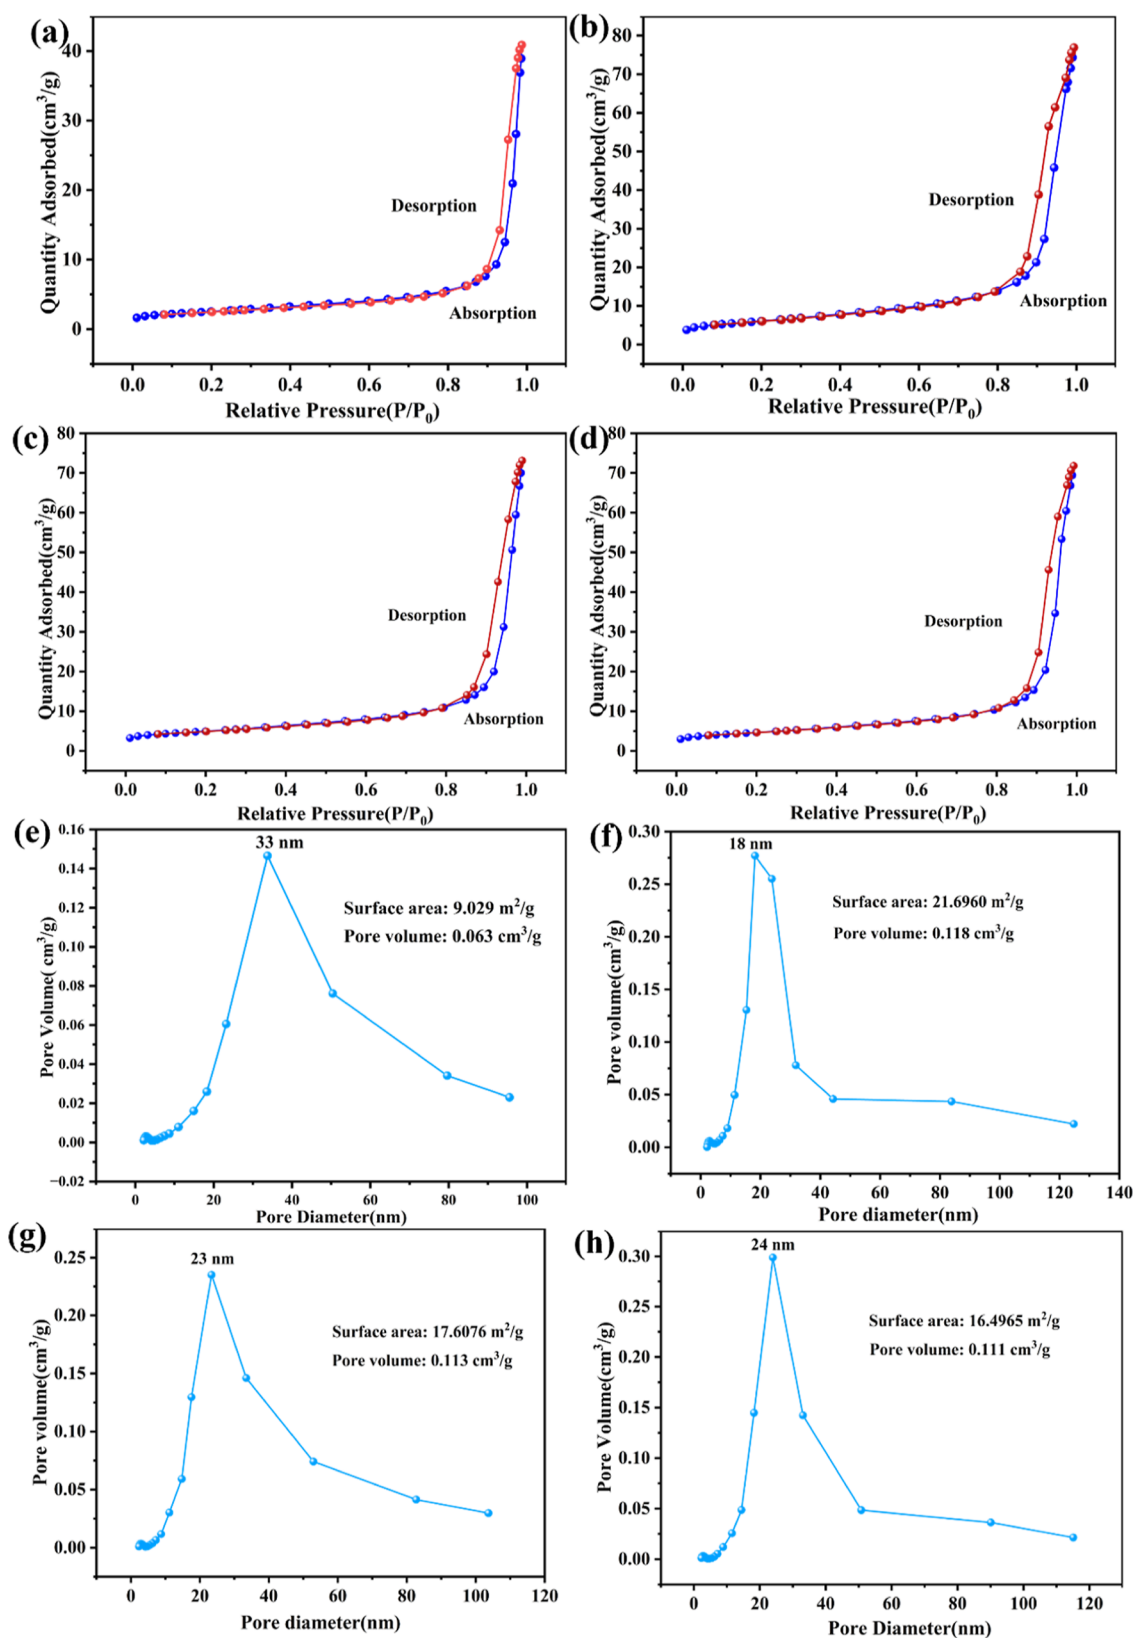 (a)
40
30
20
10
0
Quantity Adsorbed(cm³/g)
Desorption
Absorption
0.0 0.2 0.4 0.6 0.8 1.0
Relative Pressure(P/P₀)
(b)
80
70
60
50
40
30
20
10
0
Quantity Adsorbed(cm³/g)
Desorption
Absorption
0.0 0.2 0.4 0.6 0.8 1.0
Relative Pressure(P/P₀)
(c)
80
70
60
50
40
30
20
10
0
Quantity Adsorbed(cm³/g)
Desorption
Absorption
0.0 0.2 0.4 0.6 0.8 1.0
Relative Pressure(P/P₀)
(d)
80
70
60
50
40
30
20
10
0
Quantity Adsorbed(cm³/g)
Desorption
Absorption
0.0 0.2 0.4 0.6 0.8 1.0
Relative Pressure(P/P₀)
(e)
0.16
0.14
0.12
0.10
0.08
0.06
0.04
0.02
0.00
−0.02
Pore Volume( cm³/g)
33 nm
Surface area: 9.029 m²/g
Pore volume: 0.063 cm³/g
0 20 40 60 80 100
Pore Diameter(nm)
(f)
0.30
0.25
0.20
0.15
0.10
0.05
0.00
Pore volume(cm³/g)
18 nm
Surface area: 21.6960 m²/g
Pore volume: 0.118 cm³/g
0 20 40 60 80 100 120 140
Pore diameter(nm)
(g)
0.25
0.20
0.15
0.10
0.05
0.00
Pore volume(cm³/g)
23 nm
Surface area: 17.6076 m²/g
Pore volume: 0.113 cm³/g
0 20 40 60 80 100 120
Pore diameter(nm)
(h)
0.30
0.25
0.20
0.15
0.10
0.05
0.00
Pore Volume(cm³/g)
24 nm
Surface area: 16.4965 m²/g
Pore volume: 0.111 cm³/g
0 20 40 60 80 100 120
Pore Diameter(nm)